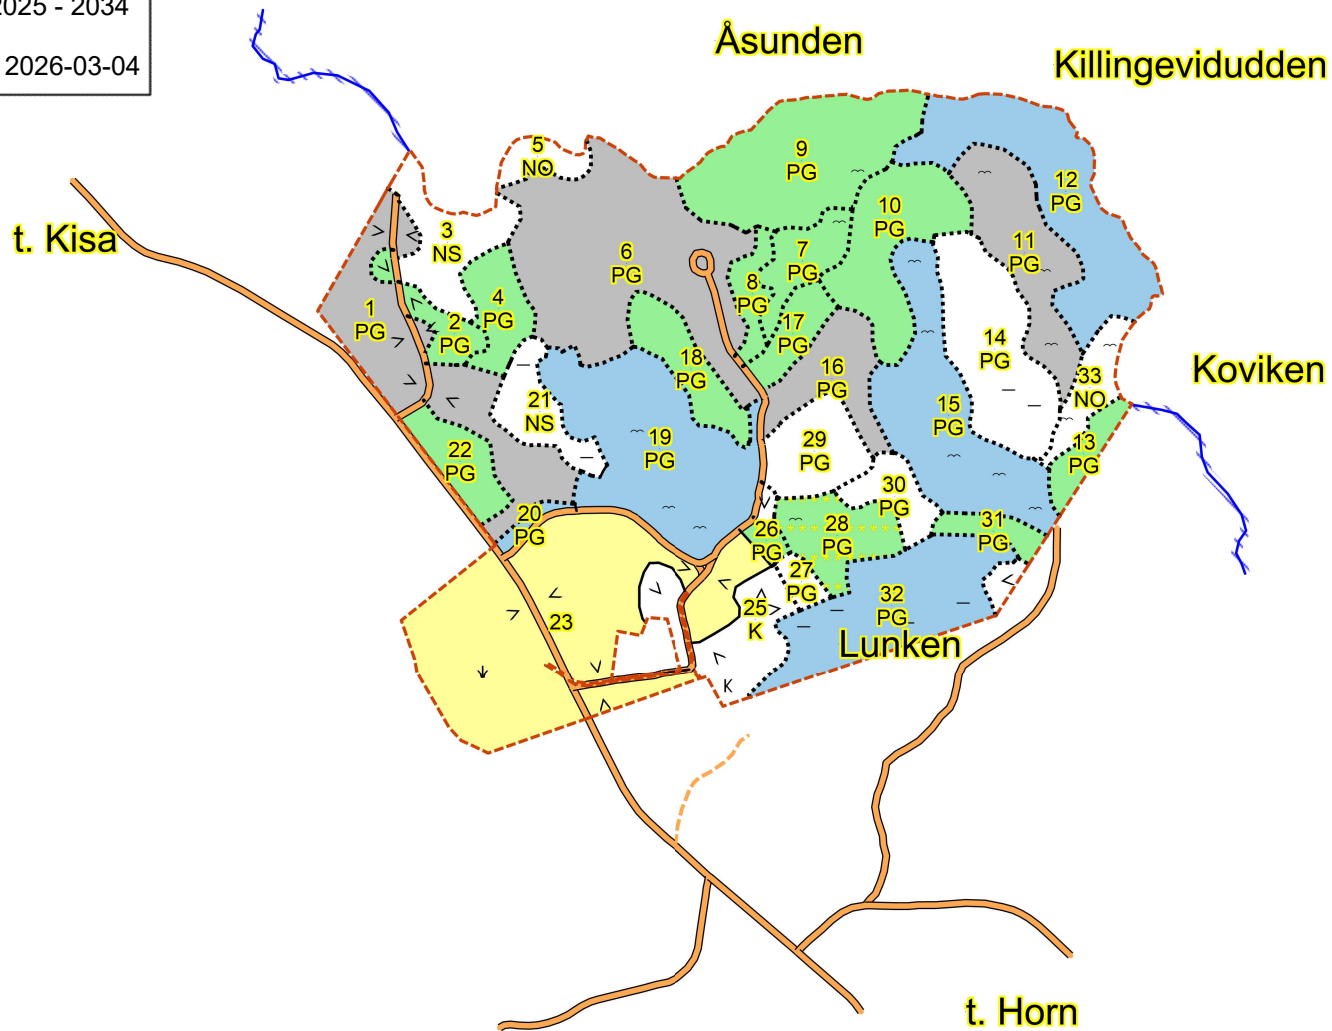 2025 - 2034
2026-03-04
Åsunden
Killingevidudden
t. Kisa
Koviken
Lunken
t. Horn
1
PG
2
PG
3
NS
4
PG
5
NO
6
PG
7
PG
8
PG
9
PG
10
PG
11
PG
12
PG
13
PG
14
PG
15
PG
16
PG
17
PG
18
PG
19
PG
20
PG
21
NS
22
PG
23
25
K
K
26
PG
27
PG
28
PG
29
PG
30
PG
31
PG
32
PG
33
NO